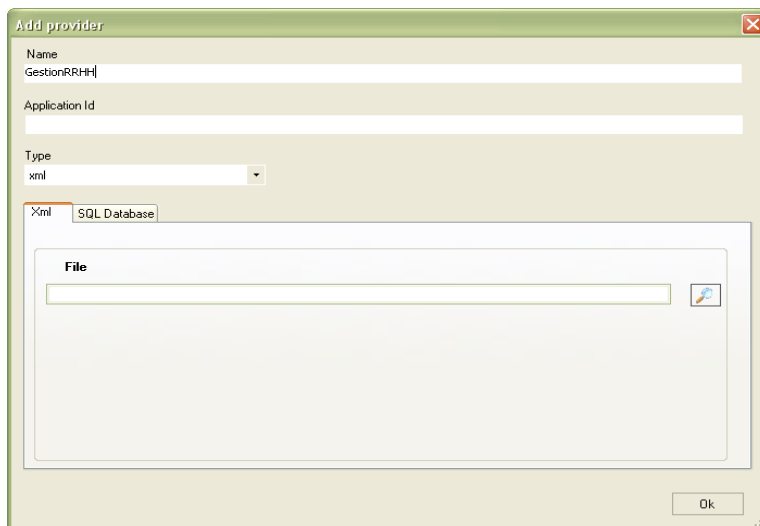 Add provider
Name
GestionRRHH
Application Id
Type
xml
Xml SQL Database
File
Ok